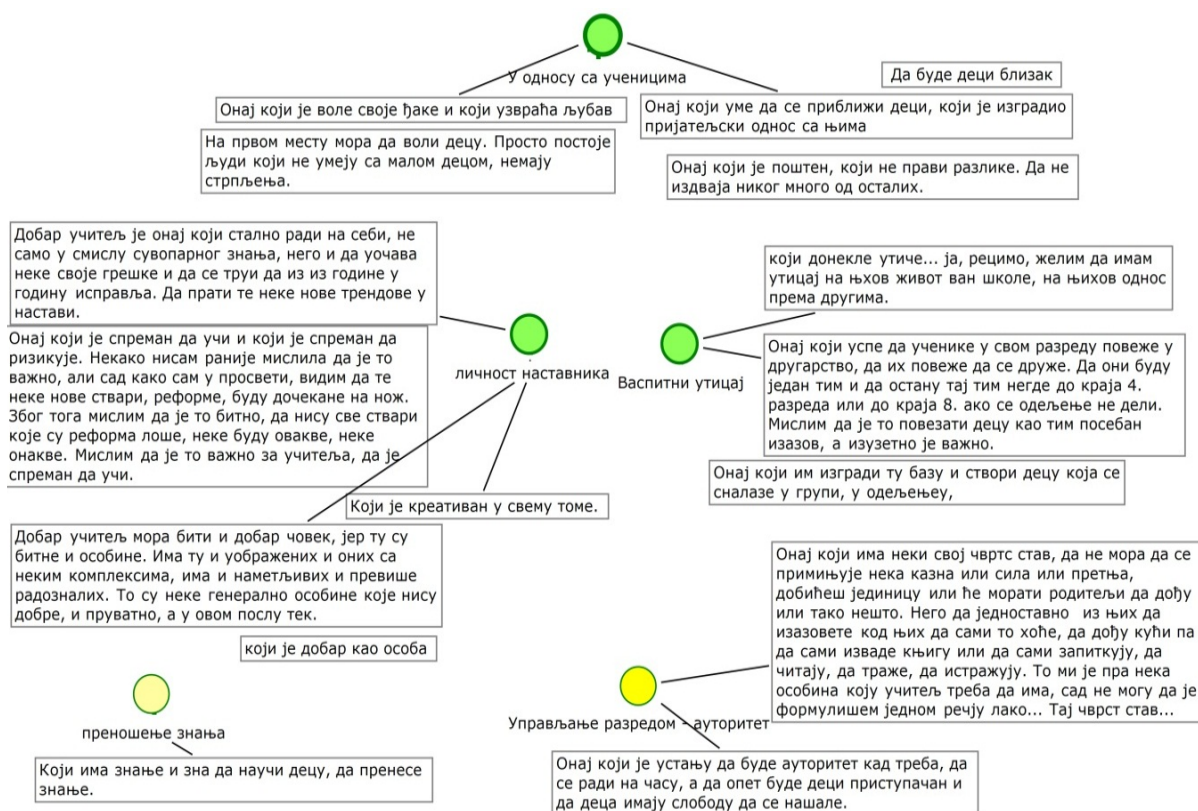 У односу са ученицима
Да буде деци близак
Онај који је воле своје ђаке и који узвраћа љубав
Онај који уме да се приближи деци, који је изградио
пријатељски однос са њима
На првом месту мора да воли децу. Просто постоје
људи који не умеју са малом децом, немају
стрпљења.
Онај који је поштен, који не прави разлике. Да не
издваја никог много од осталих.
Добар учитељ је онај који стално ради на себи, не
само у смислу сувопарног знања, него и да уочава
неке своје грешке и да се труи да из из године у
годину исправља. Да прати те неке нове трендове у
настави.
Онај који је спреман да учи и који је спреман да
ризикује. Некако нисам раније мислила да је то
важно, али сад како сам у просвети, видим да те
неке нове ствари, реформе, буду дочекане на нож.
Због тога мислим да је то битно, да нису све ствари
које су реформа лоше, неке буду овакве, неке
онакве. Мислим да је то важно за учитеља, да је
спреман да учи.
личност наставника
Који је креативан у свему томе.
Добар учитељ мора бити и добар човек, јер ту су
битне и особине. Има ту и уображених и оних са
неким комплексима, има и наметљивих и превише
радозналих. То су неке генерално особине које нису
добре, и пруватно, а у овом послу тек.
који је добар као особа
који донекле утиче... ја, рецимо, желим да имам
утицај на њхов живот ван школе, на њихов однос
према другима.
Васпитни утицај
Онај који успе да ученике у свом разреду повеже у
другарство, да их повеже да се друже. Да они буду
један тим и да остану тај тим негде до краја 4.
разреда или до краја 8. ако се одељење не дели.
Мислим да је то повезати децу као тим посебан
изазов, а изузетно је важно.
Онај који им изгради ту базу и створи децу која се
сналазе у групи, у одељењеу,
преношење знања
Који има знање и зна да научи децу, да пренесе
знање.
Управљање разредом - ауторитет
Онај који има неки свој чвртс став, да не мора да се
примињује нека казна или сила или претња,
добићеш јединицу или ће морати родитељи да дођу
или тако нешто. Него да једноставно из њих да
изазовете код њих да сами то хоће, да дођу кући па
да сами изваде књигу или да сами запиткују, да
читају, да траже, да истражују. То ми је пра нека
особина коју учитељ треба да има, сад не могу да је
формулишем једном речју лако... Тај чврст став...
Онај који је устању да буде ауторитет кад треба, да
се ради на часу, а да опет буде деци приступачан и
да деца имају слободу да се нашале.